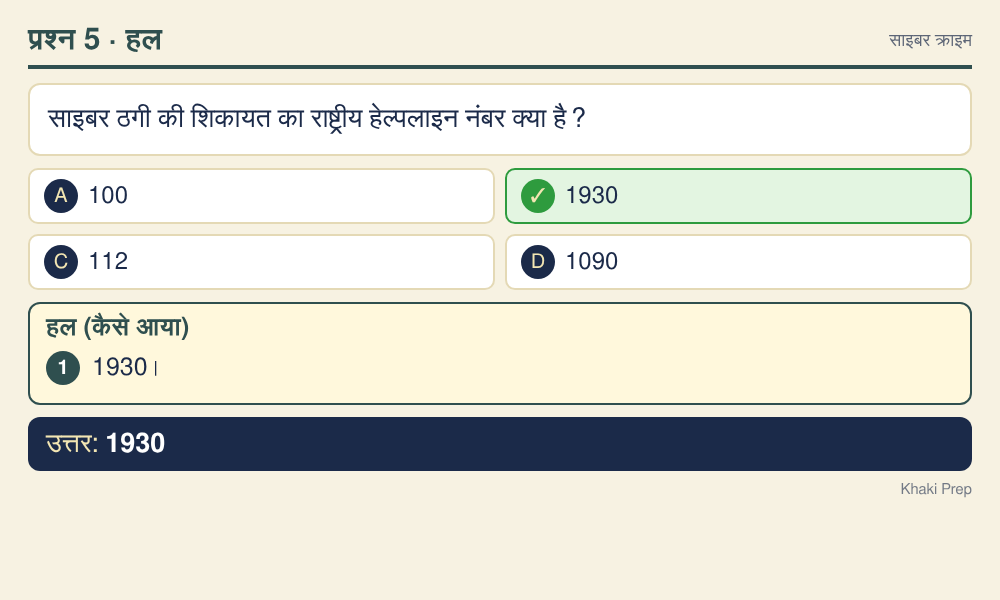 प्रश्न 5 · हल
साइबर क्राइम
साइबर ठगी की शिकायत का राष्ट्रीय हेल्पलाइन नंबर क्या है ?
A 100
✓ 1930
C 112
D 1090
हल (कैसे आया)
1 1930।
उत्तर: 1930
Khaki Prep